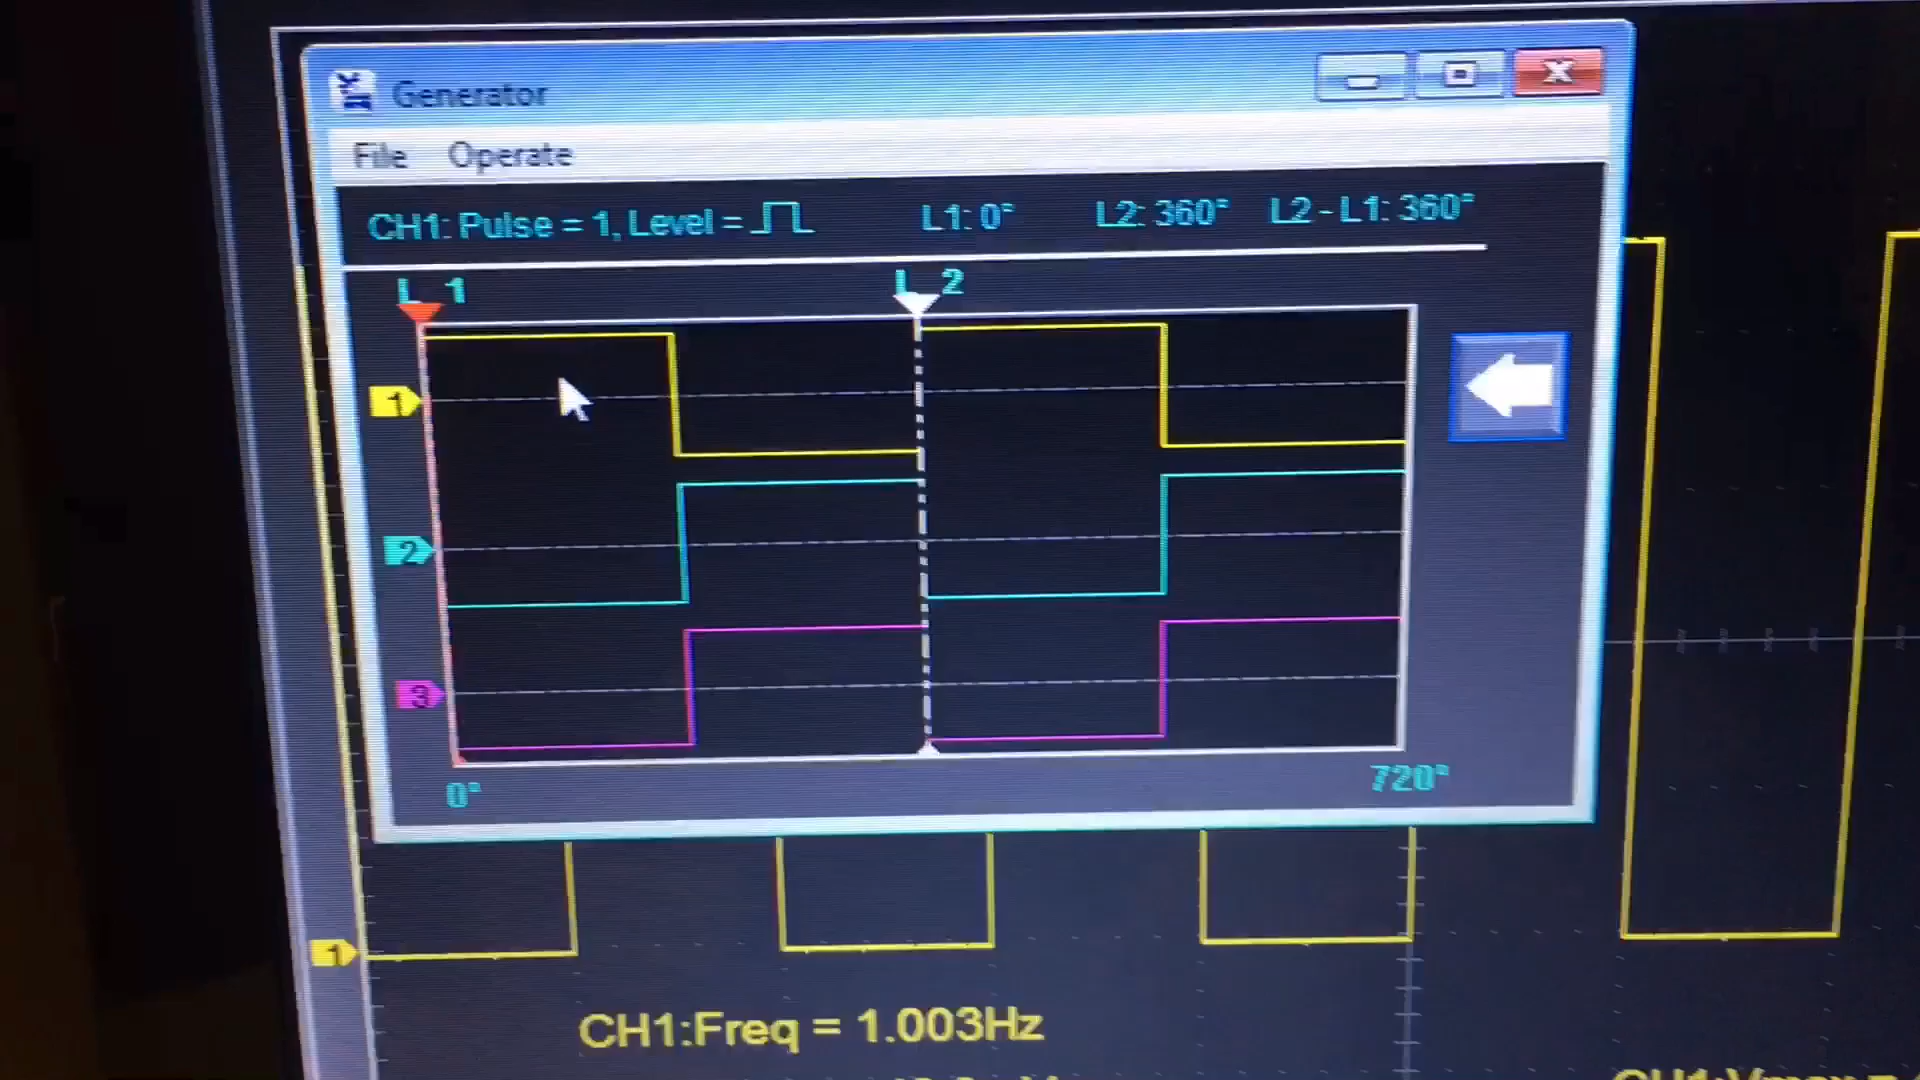 Generator
File Operate
CH1: Pulse = 1, Level = L1: 0° L2: 360° L2 - L1: 360°
L 1 L 2
1
2
3
0° 720°
1
CH1:Freq = 1.003Hz